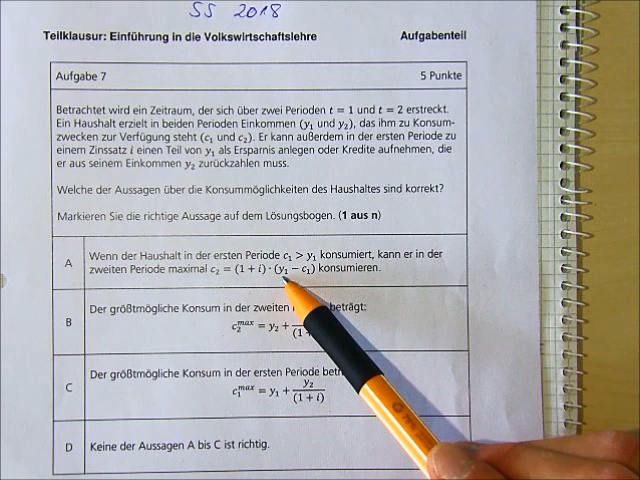 SS 2018
Teilklausur: Einführung in die Volkswirtschaftslehre Aufgabenteil
Aufgabe 7 5 Punkte
Betrachtet wird ein Zeitraum, der sich über zwei Perioden t = 1 und t = 2 erstreckt.
Ein Haushalt erzielt in beiden Perioden Einkommen (y₁ und y₂), das ihm zu Konsum-
zwecken zur Verfügung steht (c₁ und c₂). Er kann außerdem in der ersten Periode zu
einem Zinssatz i einen Teil von y₁ als Ersparnis anlegen oder Kredite aufnehmen, die
er aus seinem Einkommen y₂ zurückzahlen muss.
Welche der Aussagen über die Konsummöglichkeiten des Haushaltes sind korrekt?
Markieren Sie die richtige Aussage auf dem Lösungsbogen. (1 aus n)
A Wenn der Haushalt in der ersten Periode c₁ > y₁ konsumiert, kann er in der
zweiten Periode maximal c₂ = (1 + i) · (y₁ − c₁) konsumieren.
B Der größtmögliche Konsum in der zweiten beträgt:
c₂ᵐᵃˣ = y₂ + (1
C Der größtmögliche Konsum in der ersten Periode
c₁ᵐᵃˣ = y₁ + y₂ / (1 + i)
D Keine der Aussagen A bis C ist richtig.